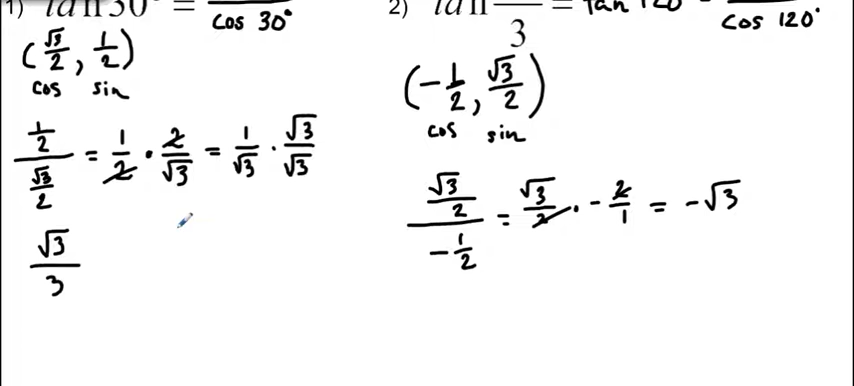 1) tan 30° = ―― cos 30°
(√3/2, 1/2)
cos sin
(1/2)/(√3/2) = 1/2 · 2/√3 = 1/√3 · √3/√3
√3/3
2) tan ――/3 = tan 120° = ――/cos 120°
(-1/2, √3/2)
cos sin
(√3/2)/(-1/2) = √3/2 · -2/1 = -√3